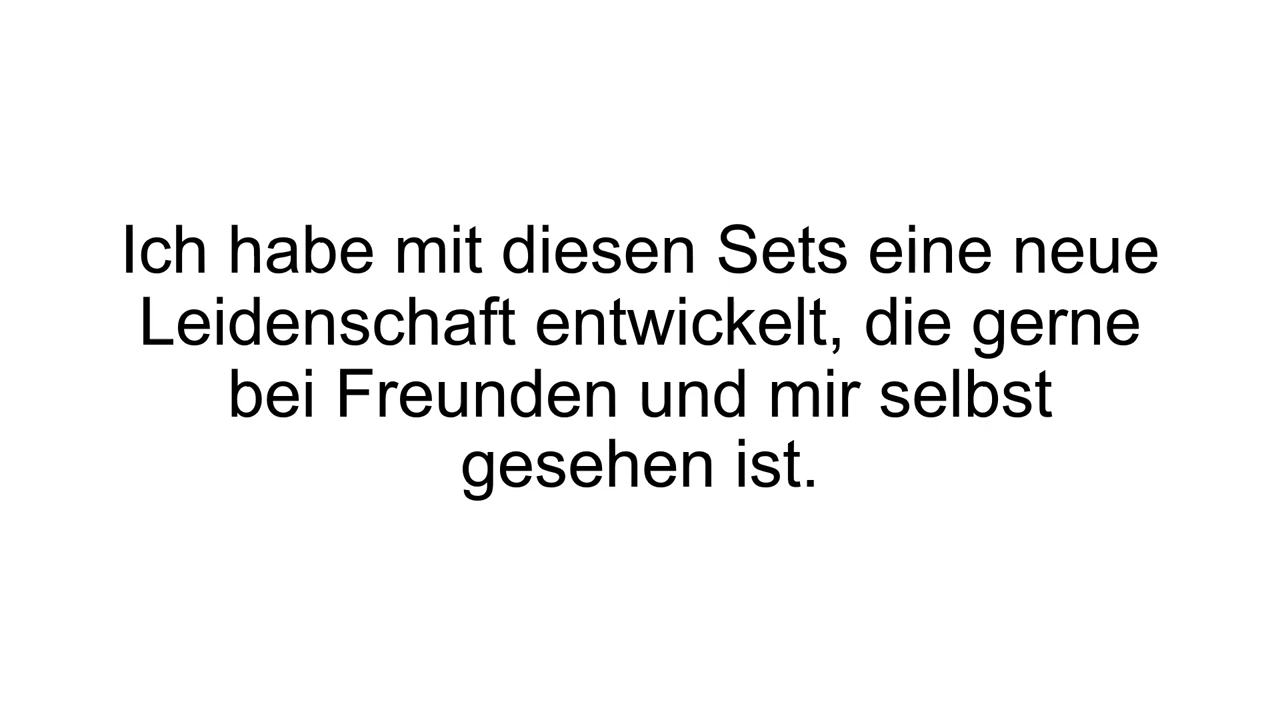 Ich habe mit diesen Sets eine neue
Leidenschaft entwickelt, die gerne
bei Freunden und mir selbst
gesehen ist.